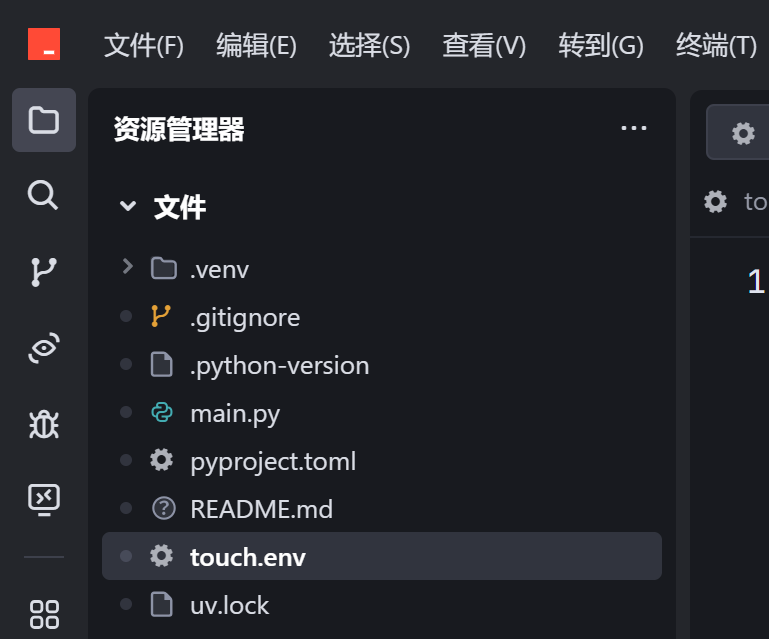 文件(F) 编辑(E) 选择(S) 查看(V) 转到(G) 终端(T)
资源管理器
文件
.venv
to
.gitignore
1
.python-version
main.py
pyproject.toml
README.md
touch.env
uv.lock